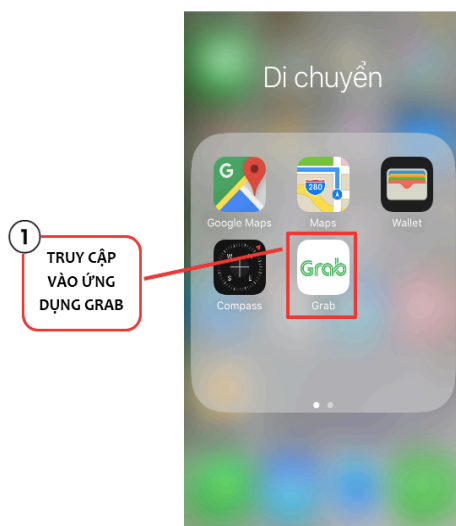 Di chuyển
G
280
Google Maps
Maps
Wallet
1
TRUY CẬP
VÀO ỨNG
DỤNG GRAB
W
S
E
Grab
Compass
Grab